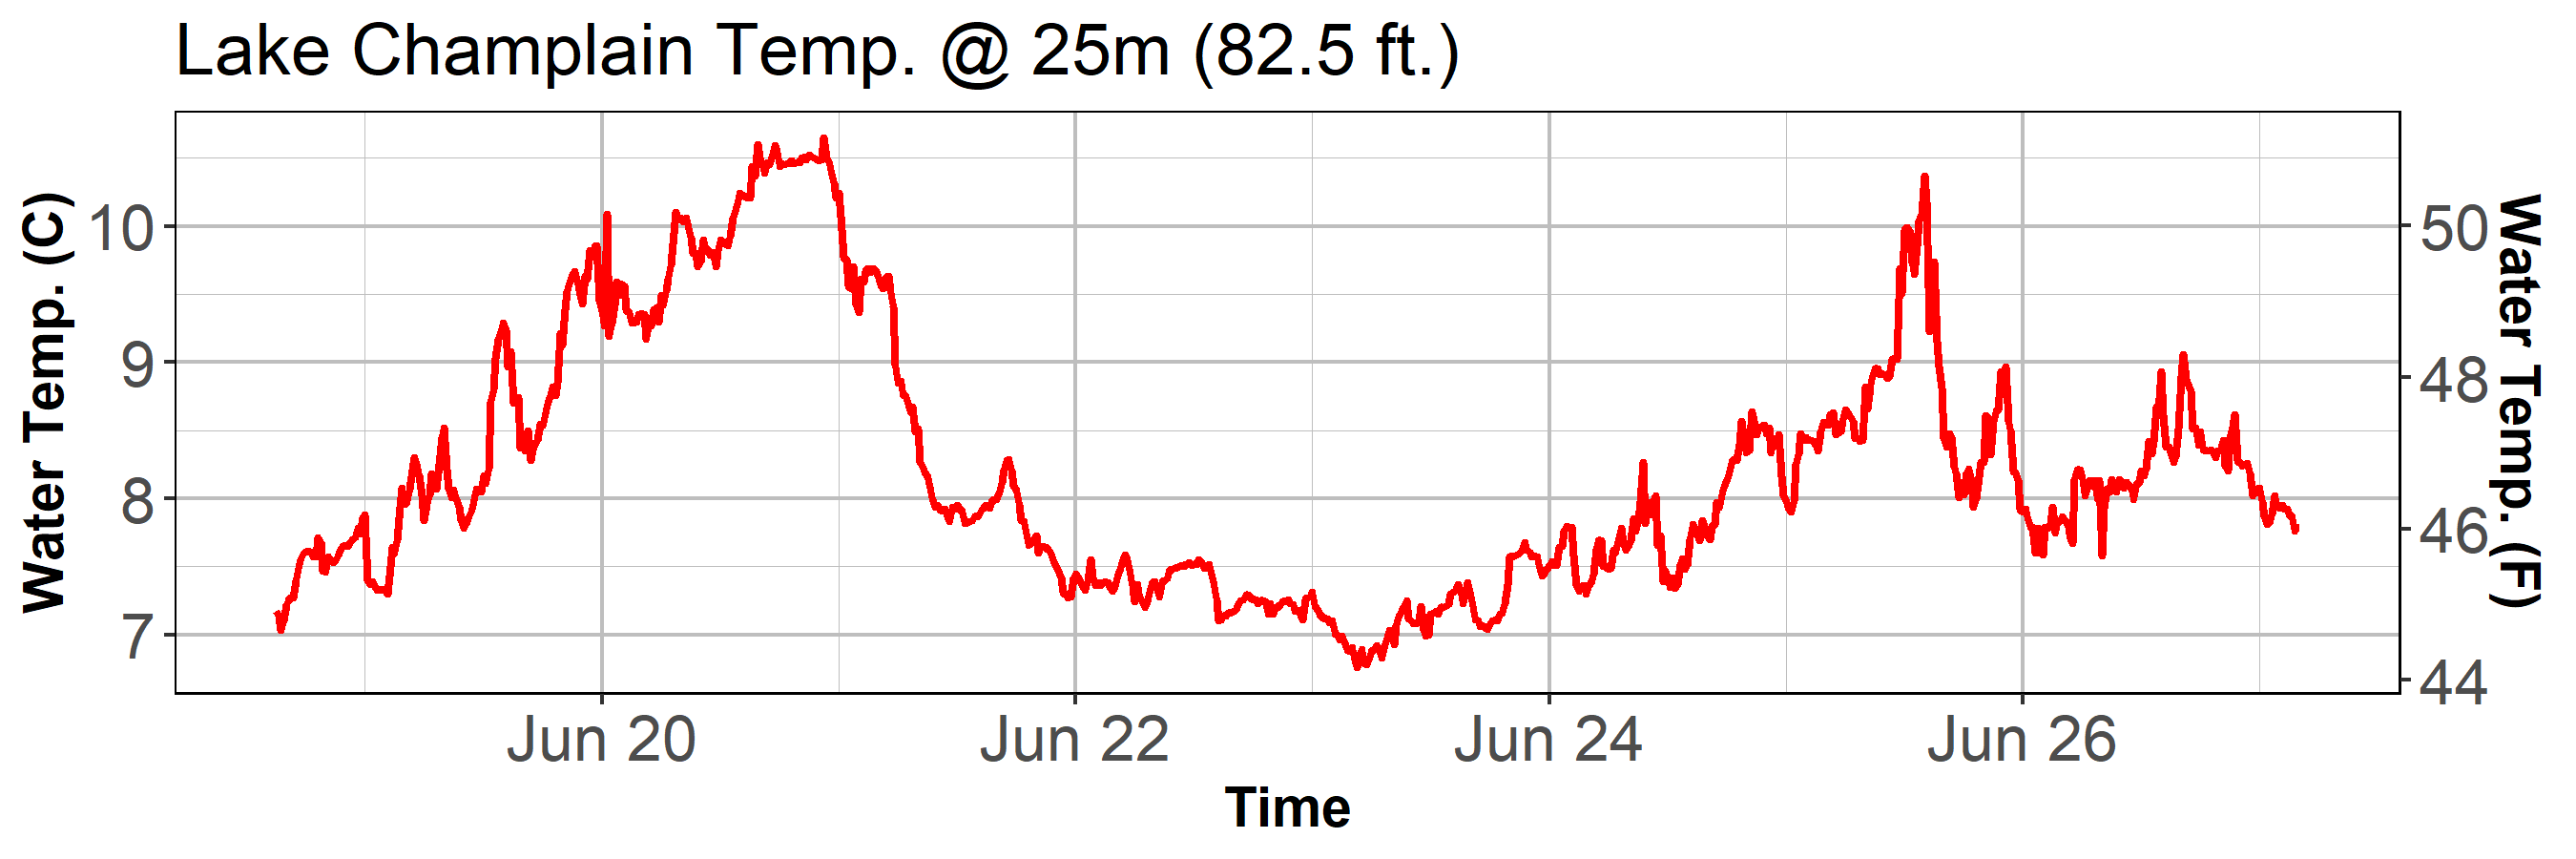 Lake Champlain Temp. @ 25m (82.5 ft.)
Water Temp. (C)
10
9
8
7
50
48
46
44
Water Temp. (F)
Jun 20 Jun 22 Jun 24 Jun 26
Time